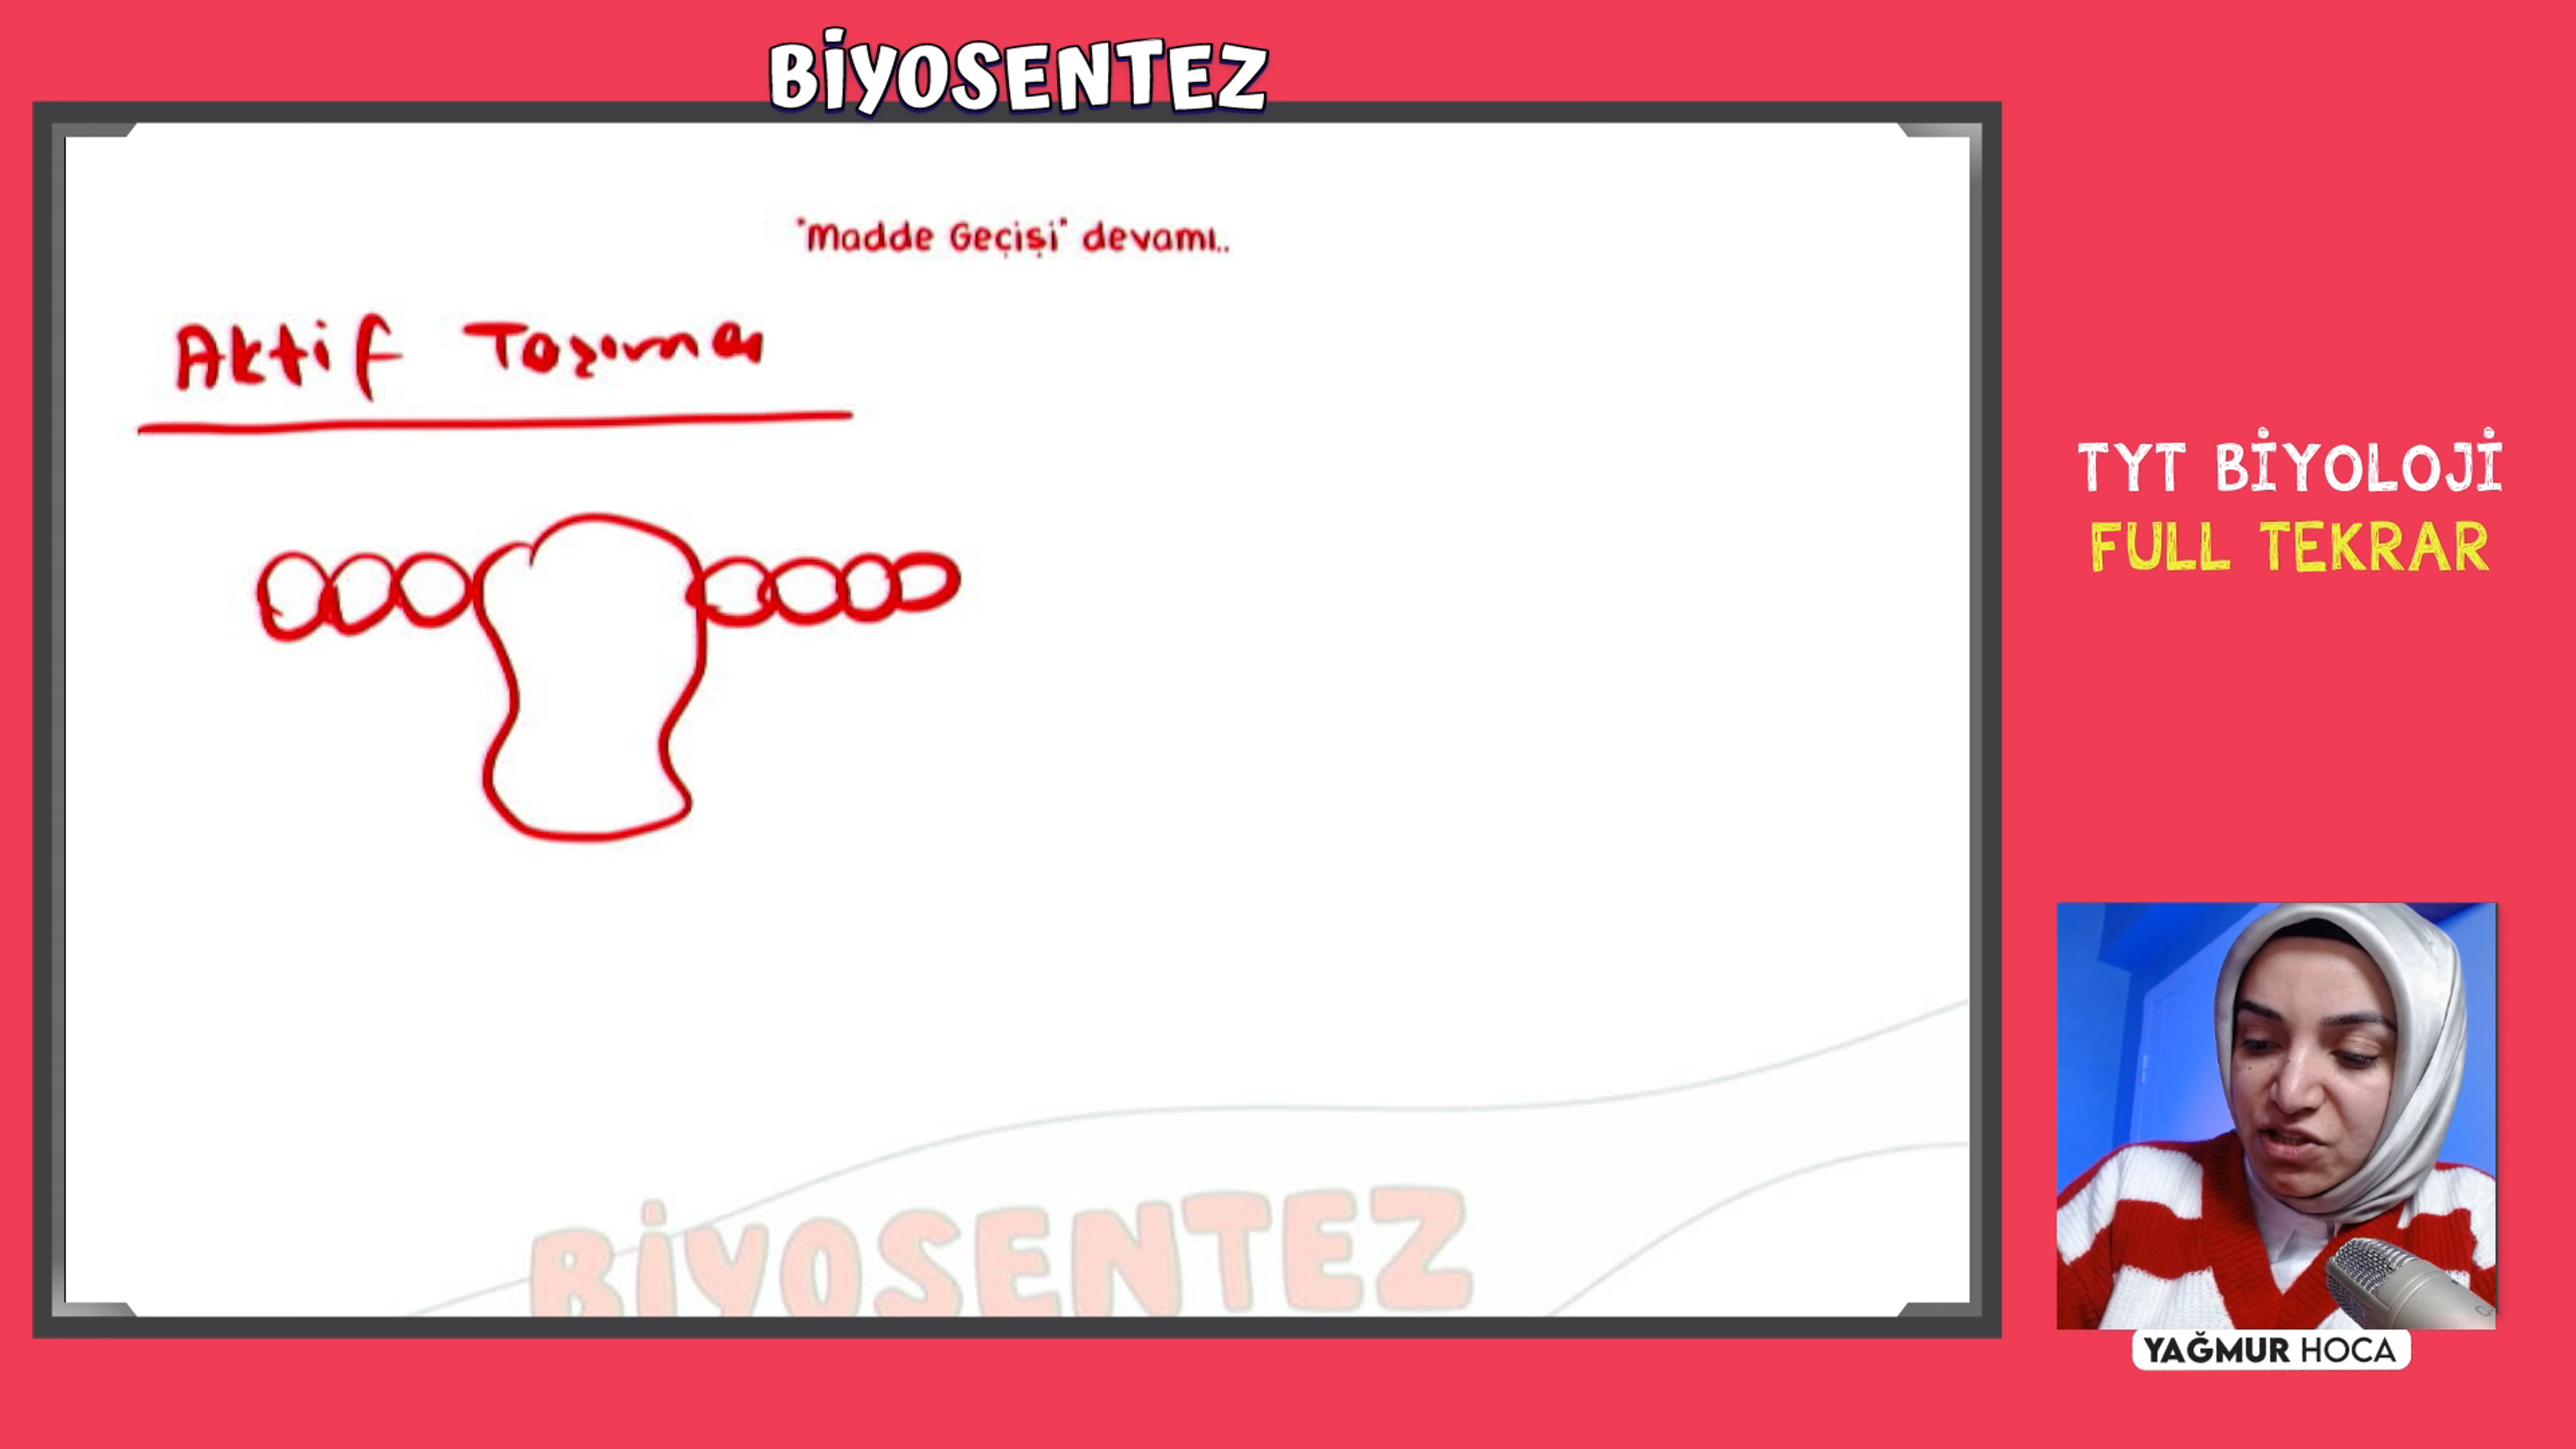 BİYOSENTEZ
"Madde Geçişi" devamı..
Aktif Taşıma
TYT BİYOLOJİ
FULL TEKRAR
BİYOSENTEZ
YAĞMUR HOCA